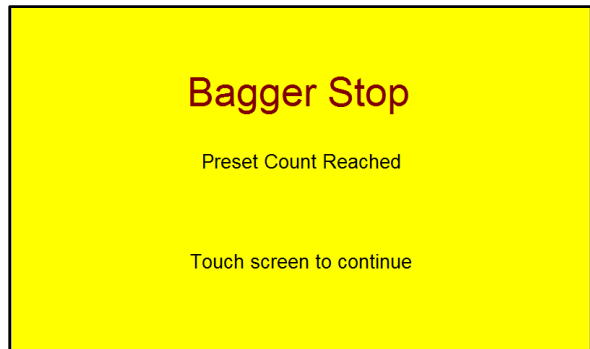 Bagger Stop
Preset Count Reached
Touch screen to continue